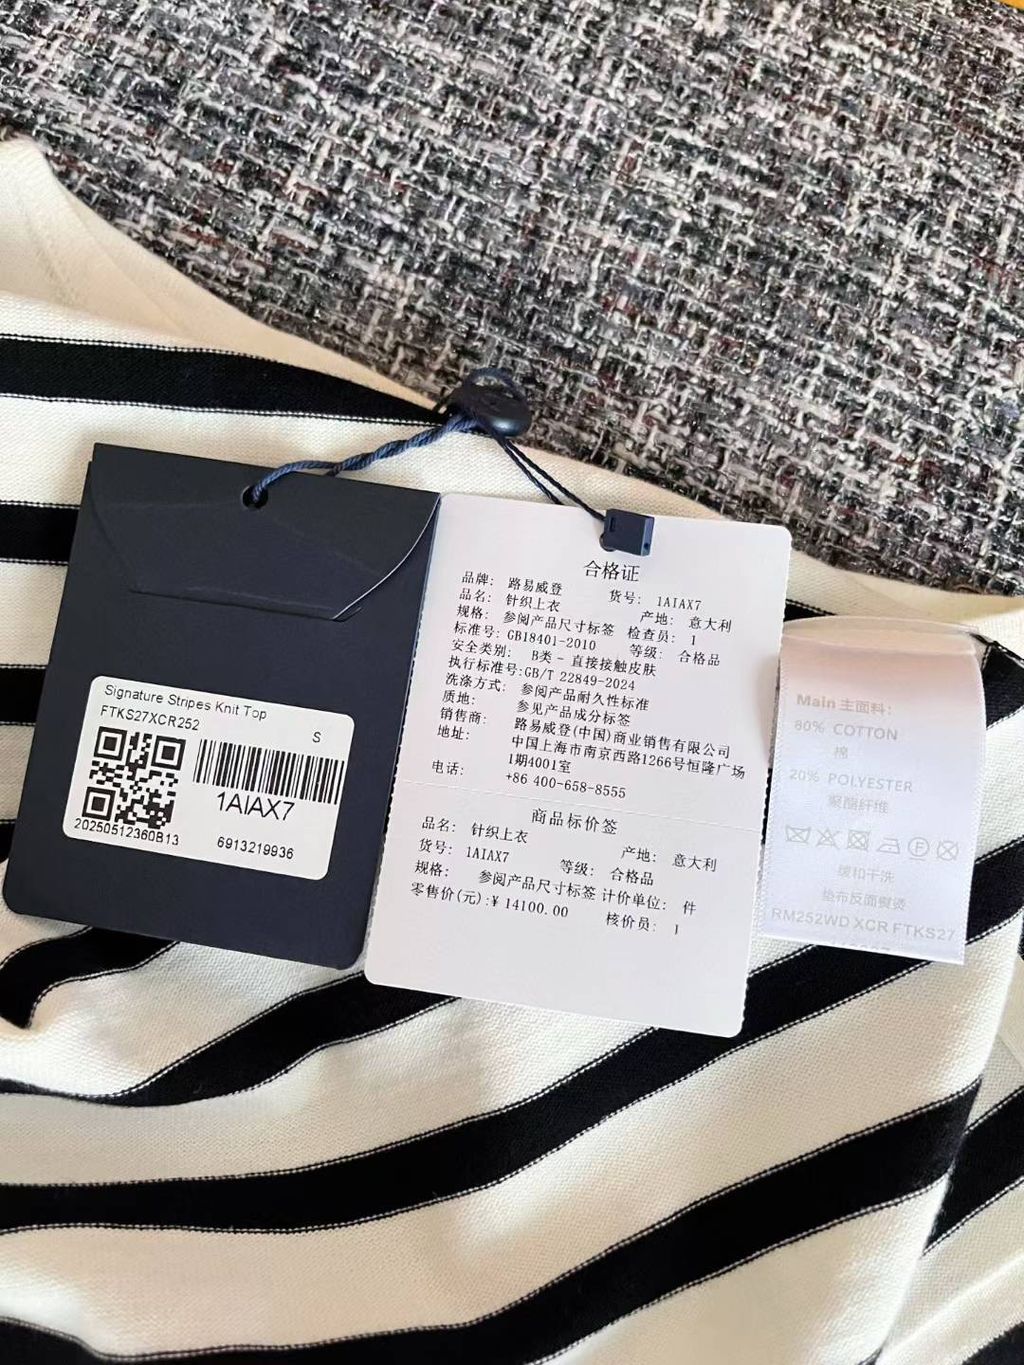 Signature Stripes Knit Top
FTKS27XCR252
S
1AIAX7
20250512360B13
6913219936
合格证
品牌: 路易威登 货号: 1AIAX7
品名: 针织上衣 产地: 意大利
规格: 参阅产品尺寸标签 检查员: 1
标准号: GB18401-2010 等级: 合格品
安全类别: B类 - 直接接触皮肤
执行标准号:GB/T 22849-2024
洗涤方式: 参阅产品耐久性标准
质地: 参见产品成分标签
销售商: 路易威登(中国)商业销售有限公司
地址: 中国上海市南京西路1266号恒隆广场
1期4001室
电话: +86 400-658-8555
商品标价签
品名: 针织上衣 产地: 意大利
货号: 1AIAX7 等级: 合格品
规格: 参阅产品尺寸标签 计价单位: 件
零售价(元):¥ 14100.00 核价员: 1
Main 主面料:
80% COTTON
棉
20% POLYESTER
聚酯纤维
缓和干洗
垫布反面熨烫
RM252WD XCR FTKS27